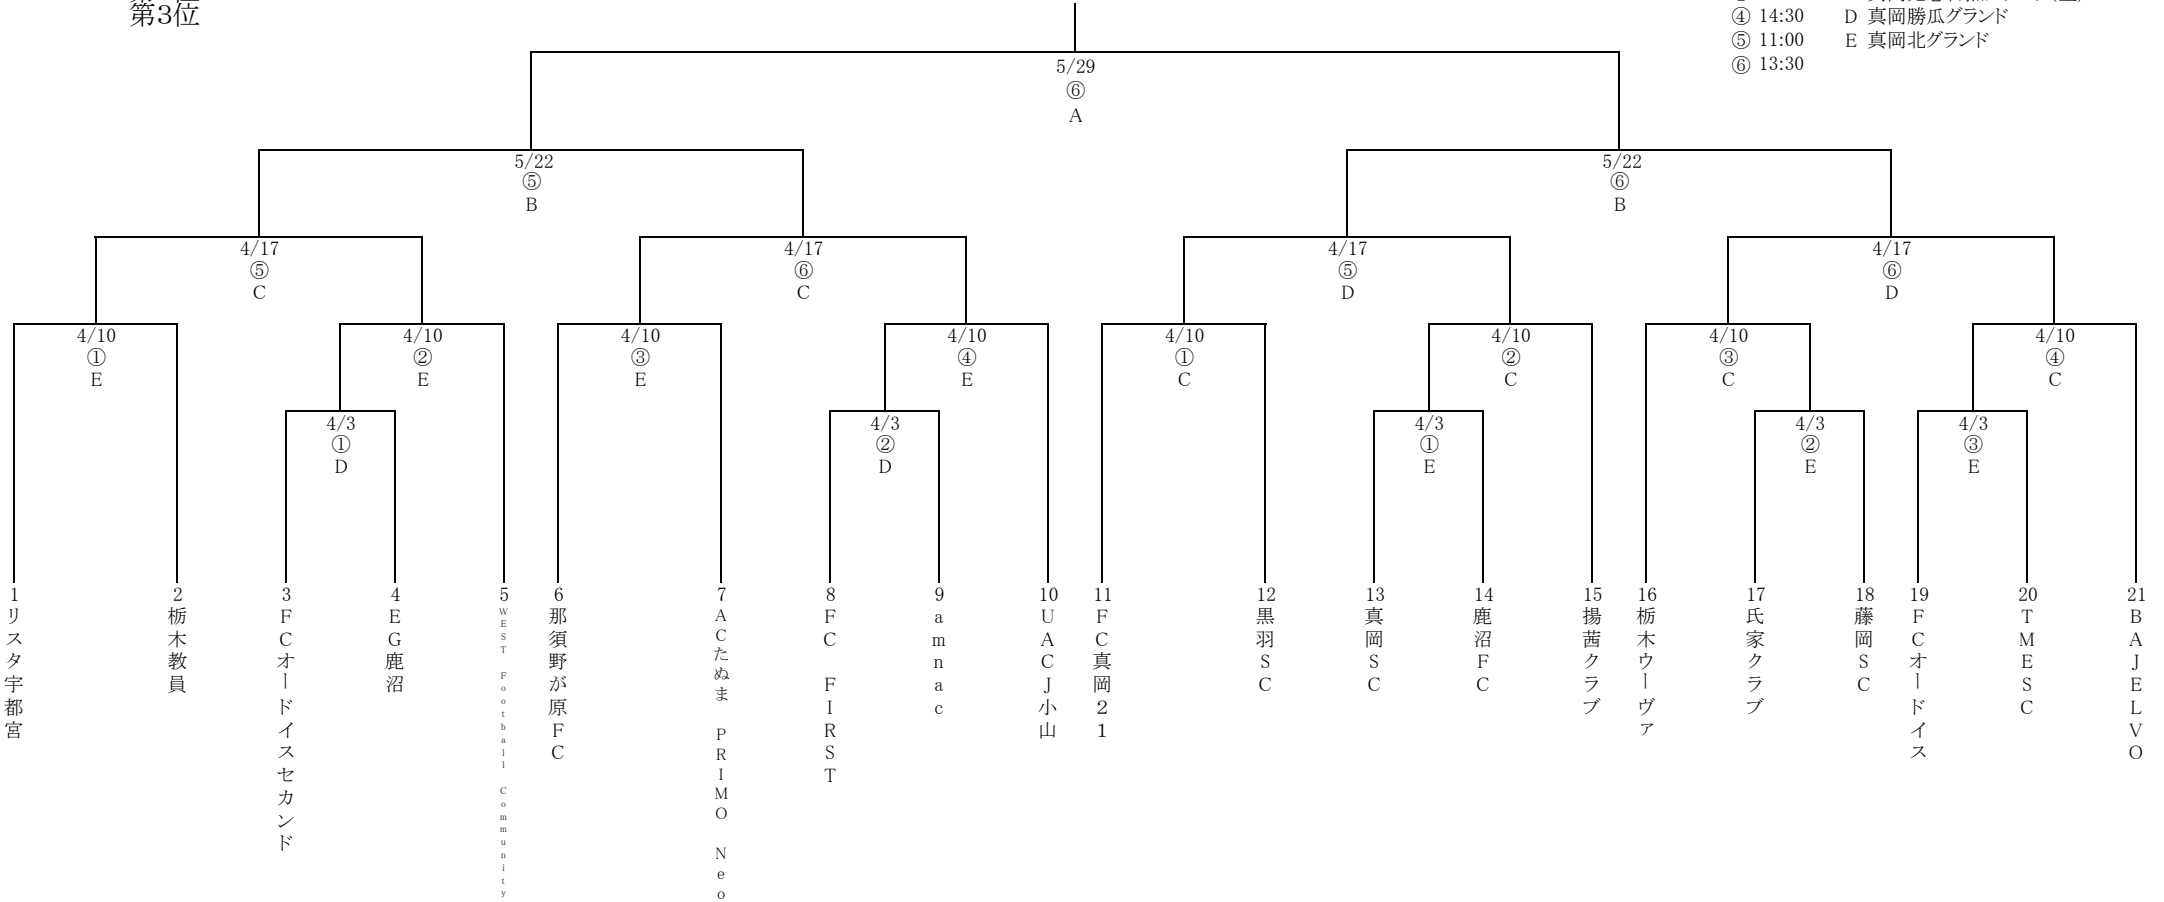 第3位
④ 14:30 D 真岡勝瓜グランド
⑤ 11:00 E 真岡北グランド
⑥ 13:30
5/29
⑥
A
5/22
⑤
B
5/22
⑥
B
4/17
⑤
C
4/17
⑥
C
4/17
⑤
D
4/17
⑥
D
4/10
①
E
4/10
②
E
4/10
③
E
4/10
④
E
4/10
①
C
4/10
②
C
4/10
③
C
4/10
④
C
4/3
①
D
4/3
②
D
4/3
①
E
4/3
②
E
4/3
③
E
1 リスタ宇都宮
2 栃木教員
3 FCオードイスセカンド
4 EG鹿沼
5 WEST Football Community
6 那須野が原FC
7 ACたぬま PRIMO Neo
8 FC FIRST
9 amnac
10 UACJ小山
11 FC真岡21
12 黒羽SC
13 真岡SC
14 鹿沼FC
15 揚茜クラブ
16 栃木ウーヴァ
17 氏家クラブ
18 藤岡SC
19 FCオードイス
20 TMESC
21 BAJELVO